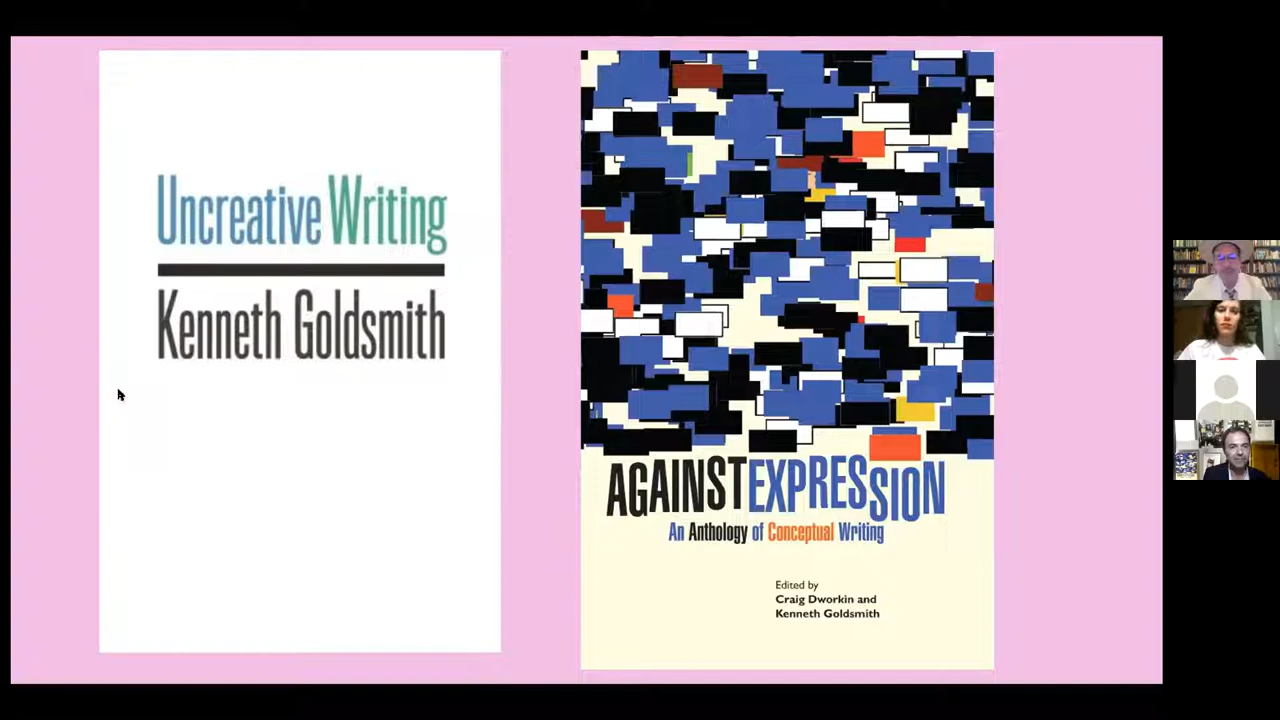 Uncreative Writing
Kenneth Goldsmith
AGAINST EXPRESSION
An Anthology of Conceptual Writing
Edited by
Craig Dworkin and
Kenneth Goldsmith